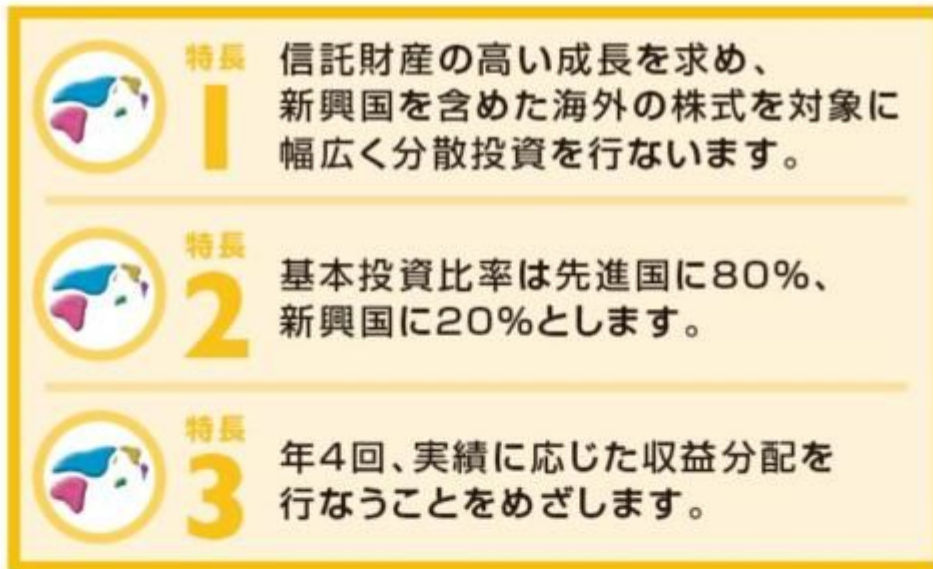 特長
1
信託財産の高い成長を求め、
新興国を含めた海外の株式を対象に
幅広く分散投資を行ないます。
特長
2
基本投資比率は先進国に80%、
新興国に20%とします。
特長
3
年4回、実績に応じた収益分配を
行なうことをめざします。